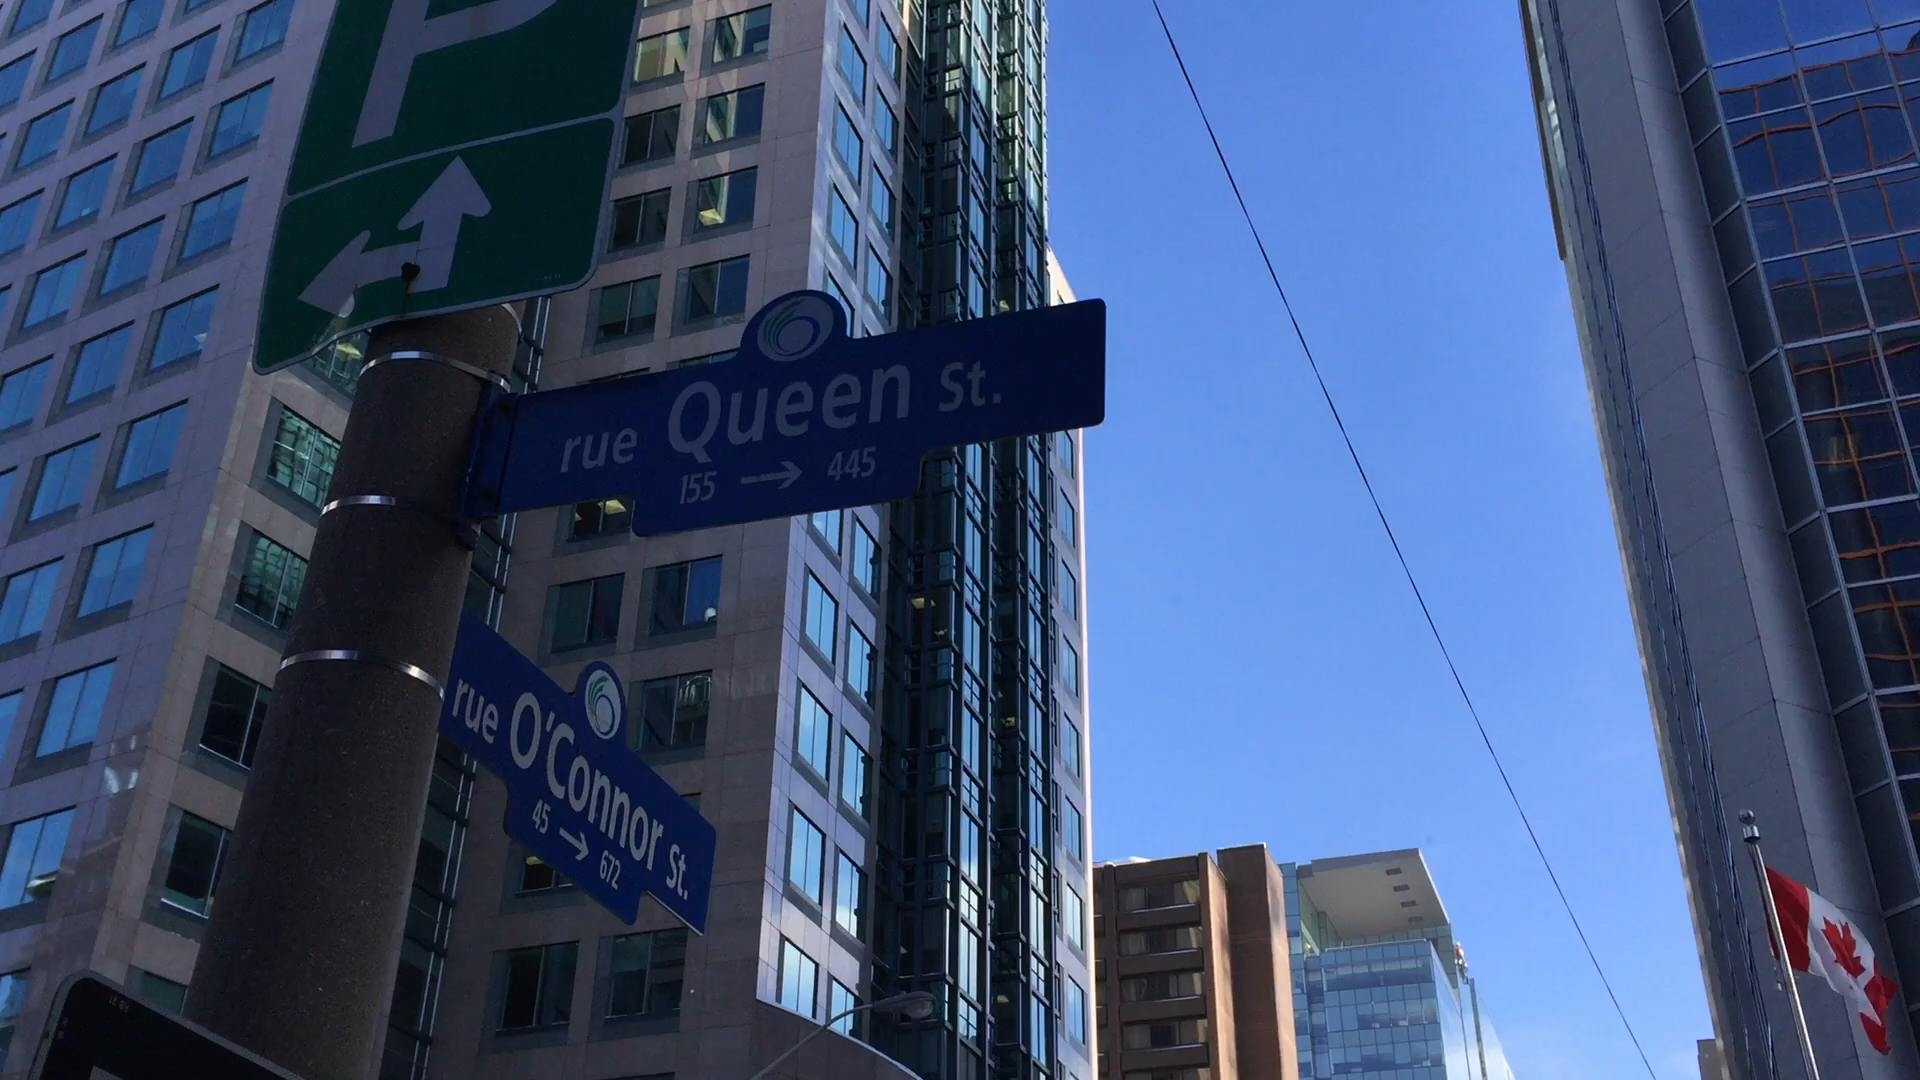 P
rue Queen St.
155 → 445
rue O'Connor St.
45 → 672